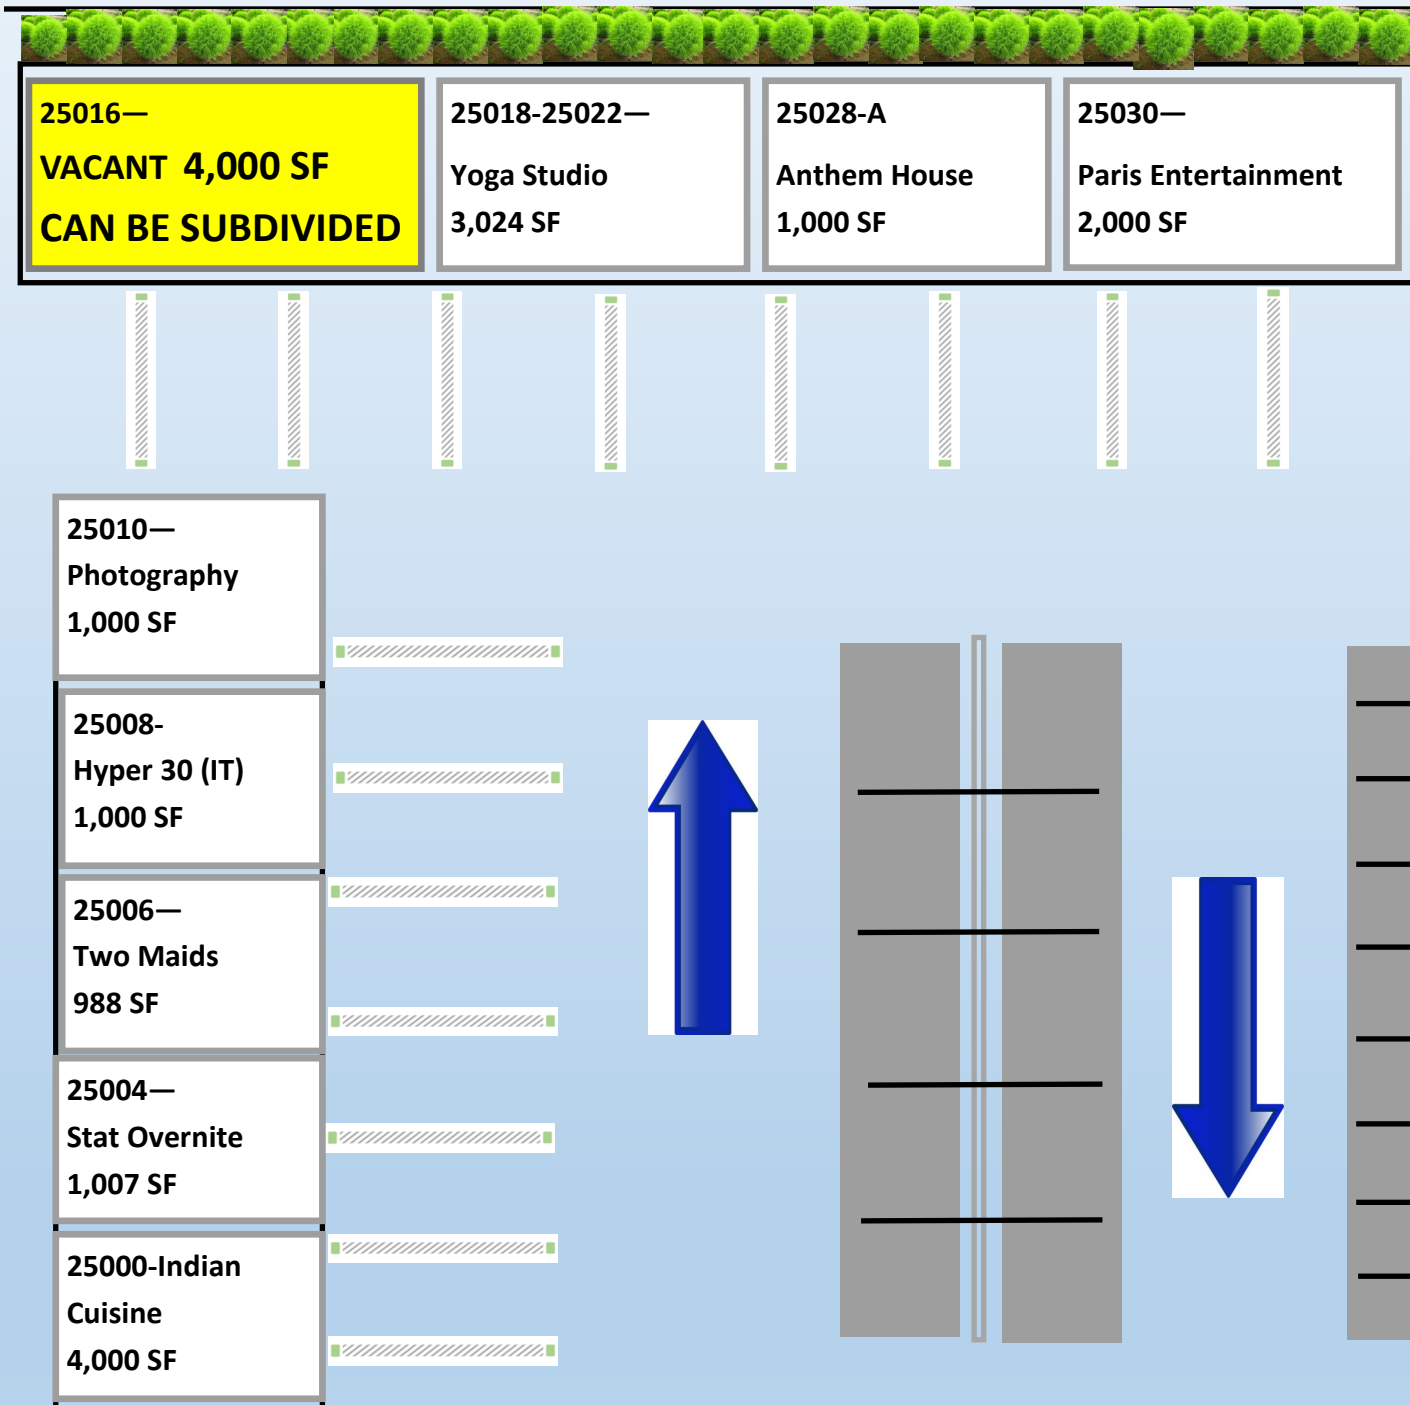 25016—
VACANT 4,000 SF
CAN BE SUBDIVIDED
25018-25022—
Yoga Studio
3,024 SF
25028-A
Anthem House
1,000 SF
25030—
Paris Entertainment
2,000 SF
25010—
Photography
1,000 SF
25008-
Hyper 30 (IT)
1,000 SF
25006—
Two Maids
988 SF
25004—
Stat Overnite
1,007 SF
25000-Indian
Cuisine
4,000 SF